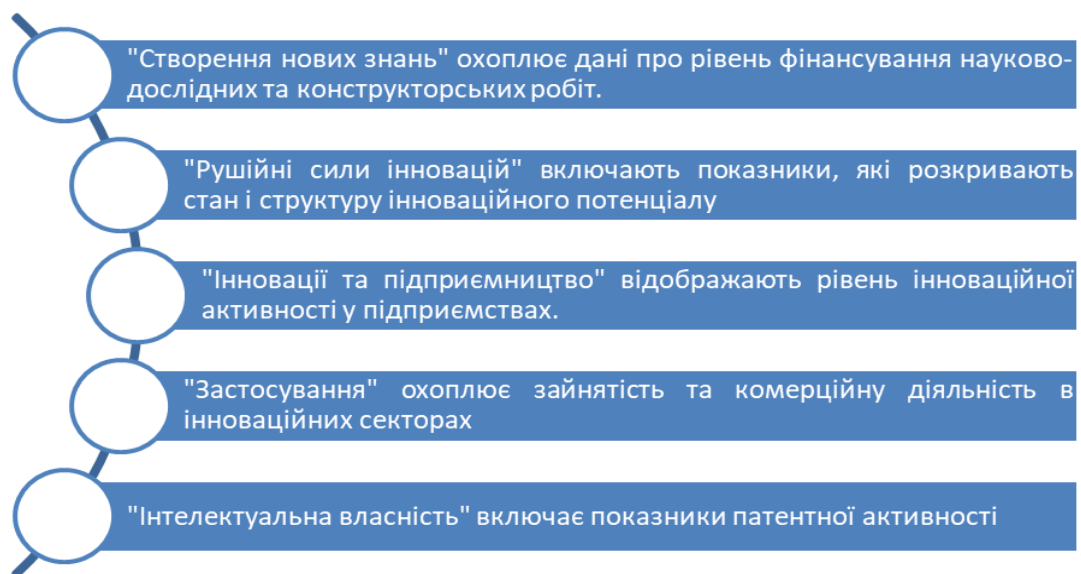 "Створення нових знань" охоплює дані про рівень фінансування науково-
дослідних та конструкторських робіт.
"Рушійні сили інновацій" включають показники, які розкривають
стан і структуру інноваційного потенціалу
"Інновації та підприємництво" відображають рівень інноваційної
активності у підприємствах.
"Застосування" охоплює зайнятість та комерційну діяльність в
інноваційних секторах
"Інтелектуальна власність" включає показники патентної активності